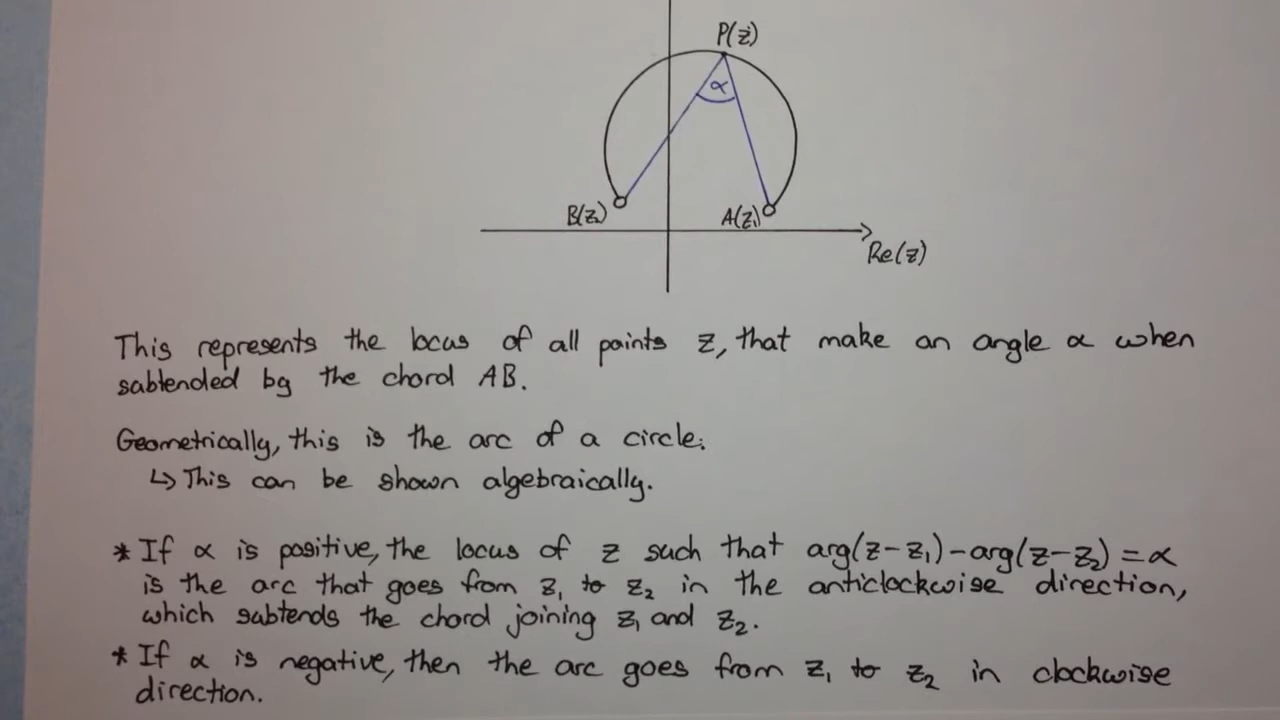 P(z)
α
B(z₂)
A(z₁)
Re(z)
This represents the locus of all points z, that make an angle α when
subtended by the chord AB.
Geometrically, this is the arc of a circle.
↳ This can be shown algebraically.
* If α is positive, the locus of z such that arg(z-z₁)-arg(z-z₂)=α
is the arc that goes from z₁ to z₂ in the anticlockwise direction,
which subtends the chord joining z₁ and z₂.
* If α is negative, then the arc goes from z₁ to z₂ in clockwise
direction.